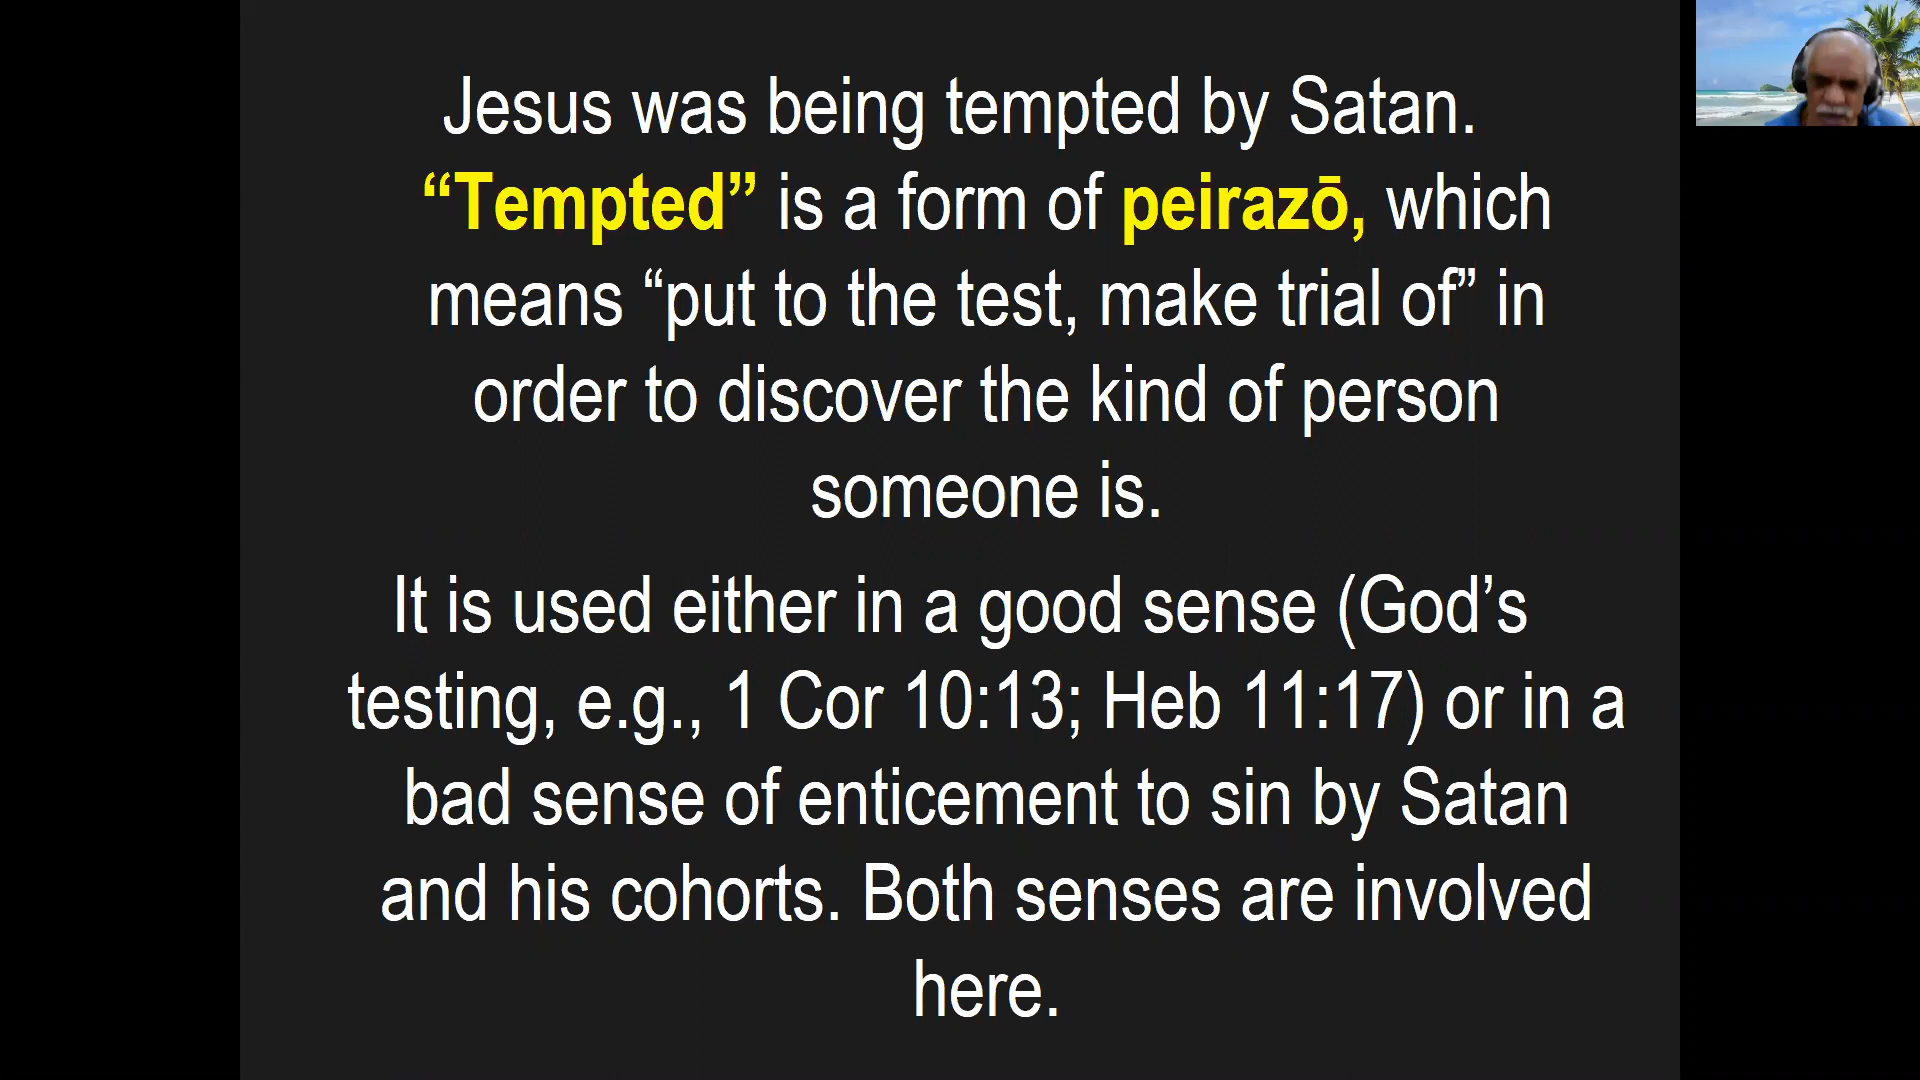 Jesus was being tempted by Satan.
“Tempted” is a form of peirazō, which
means “put to the test, make trial of” in
order to discover the kind of person
someone is.
It is used either in a good sense (God’s
testing, e.g., 1 Cor 10:13; Heb 11:17) or in a
bad sense of enticement to sin by Satan
and his cohorts. Both senses are involved
here.